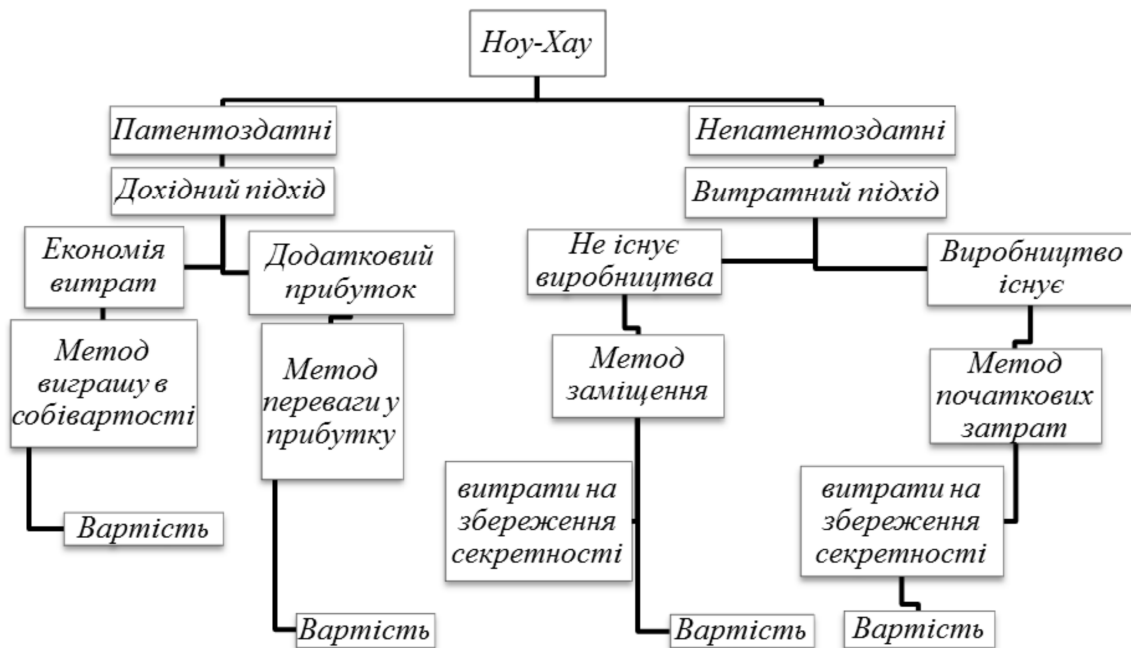 Ноу-Хау
Патентоздатні
Непатентоздатні
Дохідний підхід
Витратний підхід
Економія
витрат
Додатковий
прибуток
Не існує
виробництва
Виробництво
існує
Метод
виграшу в
собівартості
Метод
переваги у
прибутку
Метод
заміщення
Метод
початкових
затрат
витрати на
збереження
секретності
витрати на
збереження
секретності
Вартість
Вартість
Вартість
Вартість